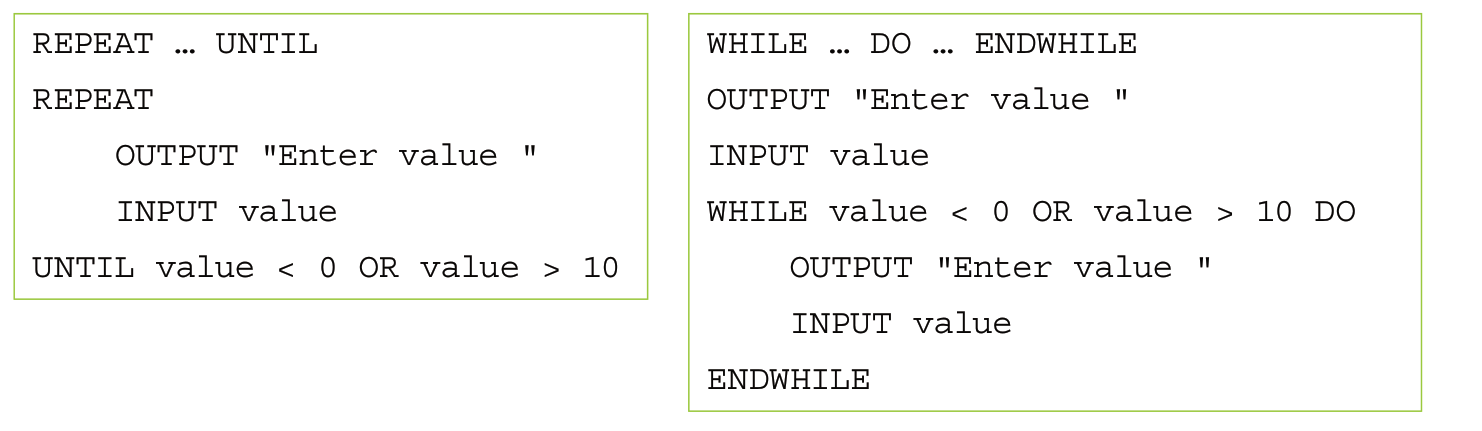 REPEAT … UNTIL
REPEAT
    OUTPUT "Enter value "
    INPUT value
UNTIL value < 0 OR value > 10
WHILE … DO … ENDWHILE
OUTPUT "Enter value "
INPUT value
WHILE value < 0 OR value > 10 DO
    OUTPUT "Enter value "
    INPUT value
ENDWHILE